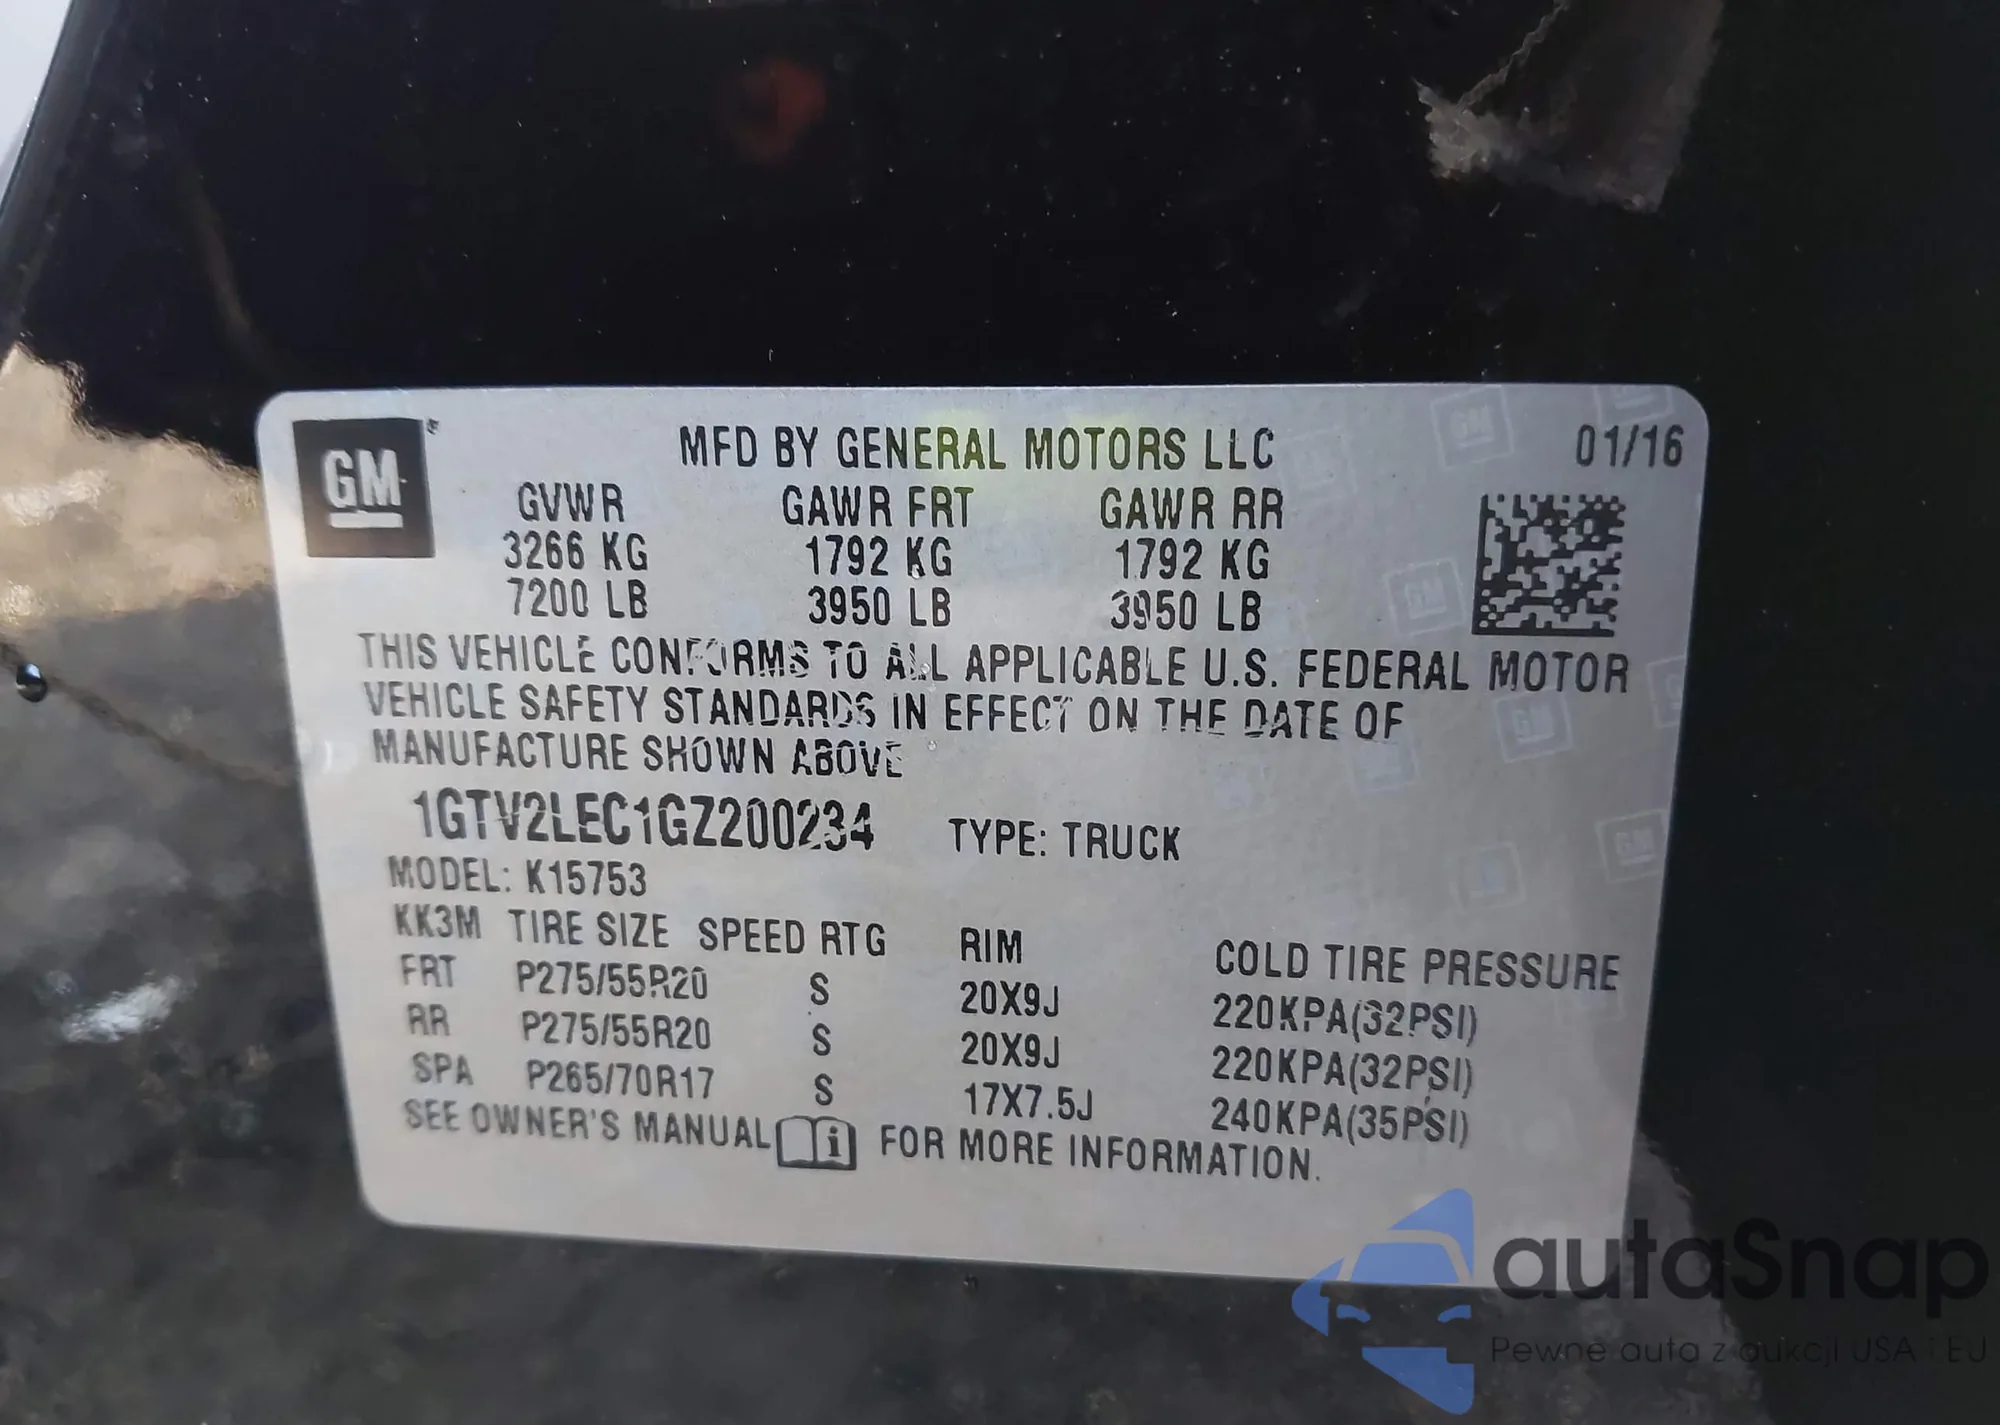 GM
MFD BY GENERAL MOTORS LLC 01/16
GVWR GAWR FRT GAWR RR
3266 KG 1792 KG 1792 KG
7200 LB 3950 LB 3950 LB
THIS VEHICLE CONFORMS TO ALL APPLICABLE U.S. FEDERAL MOTOR
VEHICLE SAFETY STANDARDS IN EFFECT ON THE DATE OF
MANUFACTURE SHOWN ABOVE
1GTV2LEC1GZ200234 TYPE: TRUCK
MODEL: K15753
KK3M TIRE SIZE SPEED RTG RIM COLD TIRE PRESSURE
FRT P275/55R20 S 20X9J 220KPA(32PSI)
RR P275/55R20 S 20X9J 220KPA(32PSI)
SPA P265/70R17 S 17X7.5J 240KPA(35PSI)
SEE OWNER'S MANUAL i FOR MORE INFORMATION.
autaSnap
Pewne auta z aukcji USA i EU